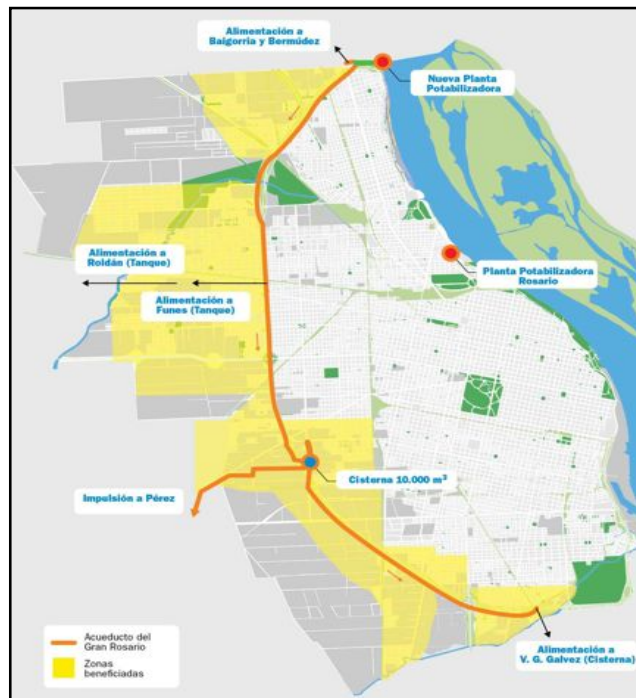 Alimentación a
Baigorria y Bermúdez
Nueva Planta
Potabilizadora
Alimentación a
Roldán (Tanque)
Alimentación a
Funes (Tanque)
Planta Potabilizadora
Rosario
Cisterna 10.000 m³
Impulsión a Pérez
Acueducto del
Gran Rosario
Zonas
beneficiadas
Alimentación a
V. G. Galvez (Cisterna)